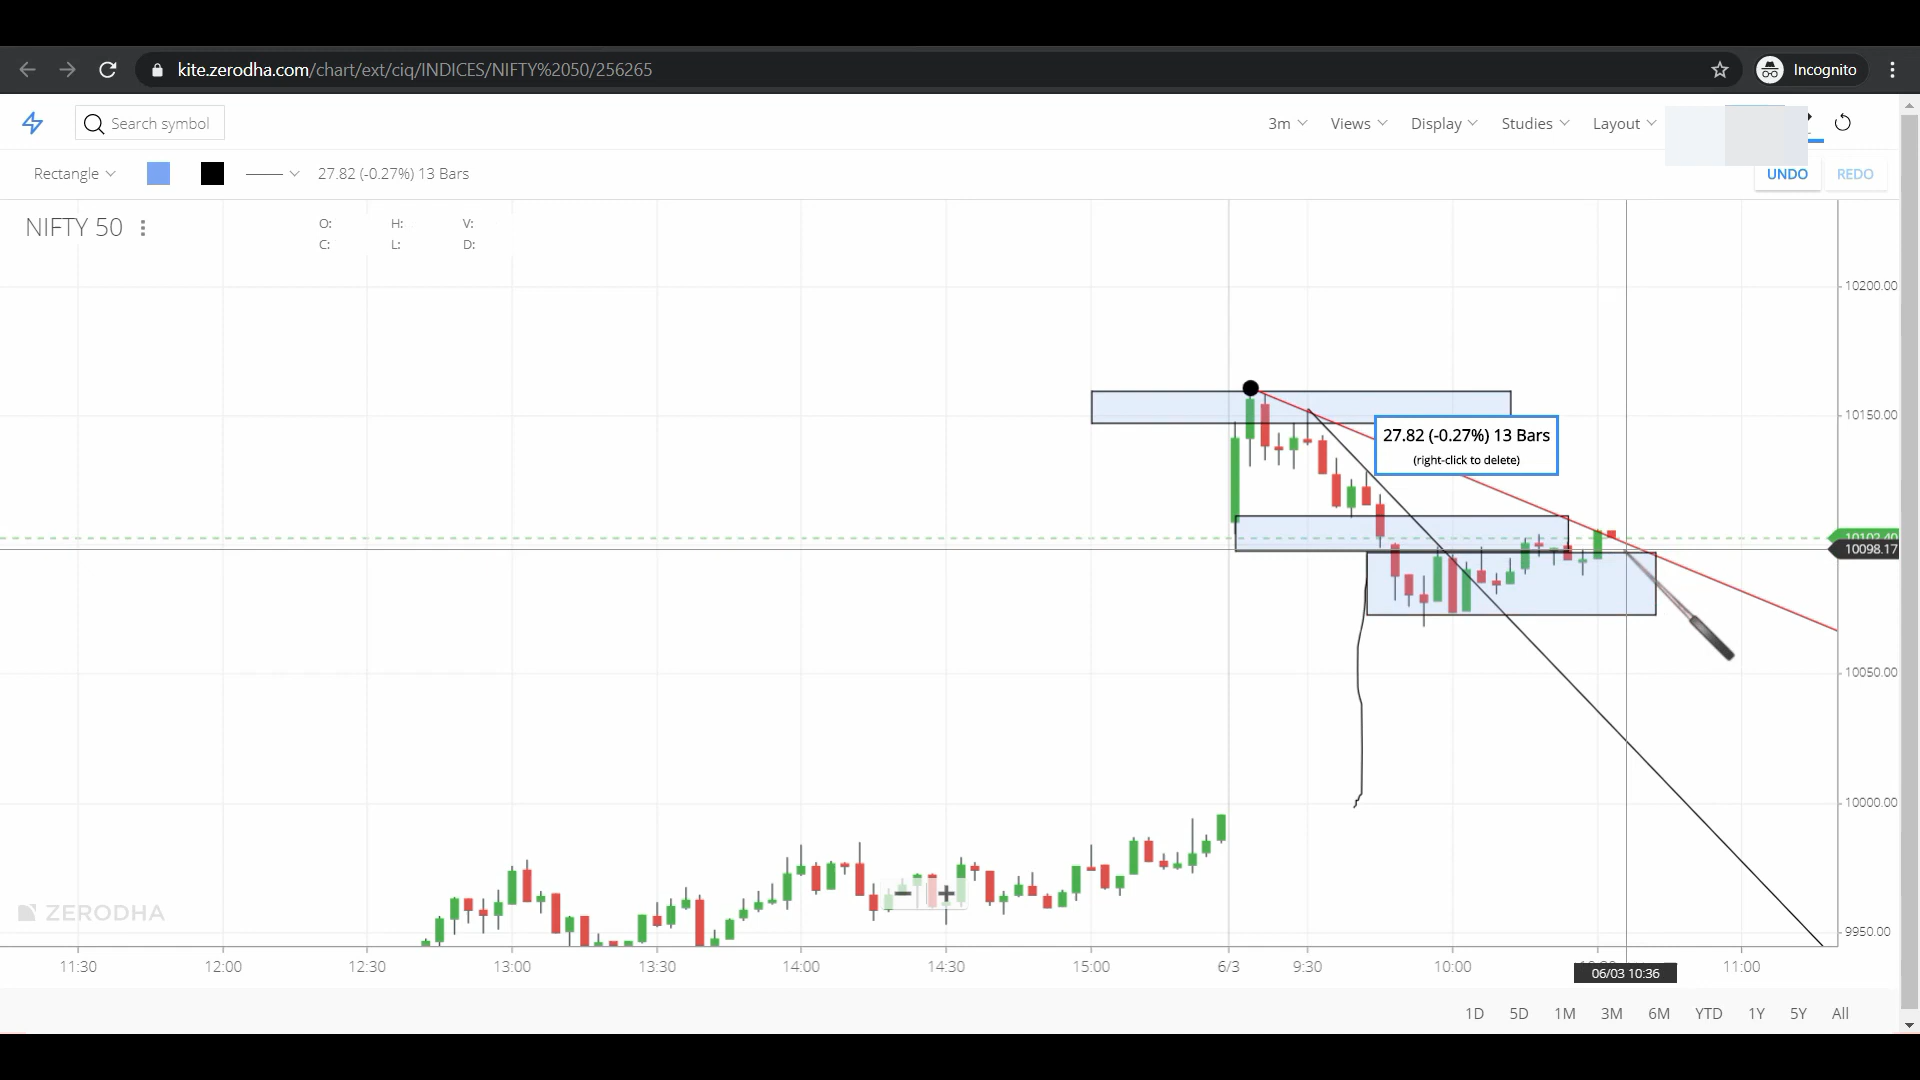 kite.zerodha.com/chart/ext/ciq/INDICES/NIFTY%2050/256265
Incognito
Search symbol
3m
Views
Display
Studies
Layout
Rectangle
27.82 (-0.27%) 13 Bars
UNDO
REDO
NIFTY 50
O: H: V:
C: L: D:
10200.00
10150.00
27.82 (-0.27%) 13 Bars
(right-click to delete)
10102.40
10098.17
10050.00
10000.00
9950.00
ZERODHA
11:30 12:00 12:30 13:00 13:30 14:00 14:30 15:00 6/3 9:30 10:00 11:00
06/03 10:36
1D 5D 1M 3M 6M YTD 1Y 5Y All